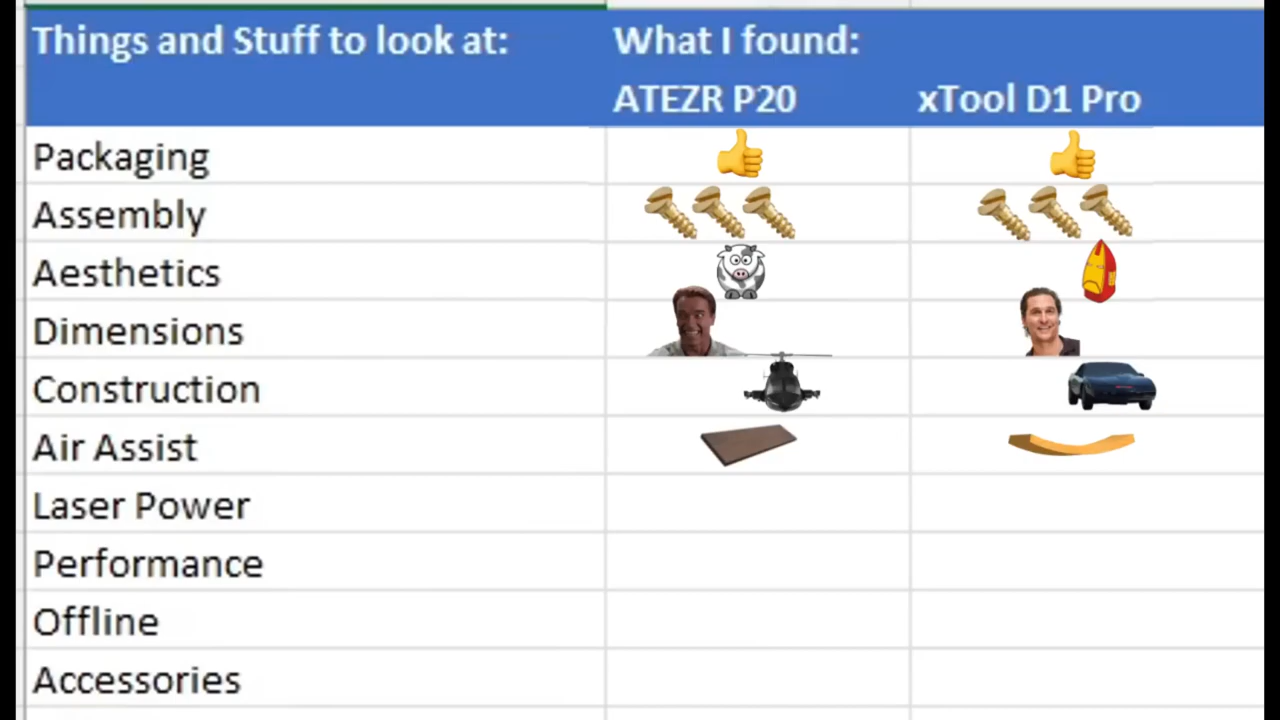 Things and Stuff to look at: What I found:
ATEZR P20 xTool D1 Pro
Packaging
Assembly
Aesthetics
Dimensions
Construction
Air Assist
Laser Power
Performance
Offline
Accessories